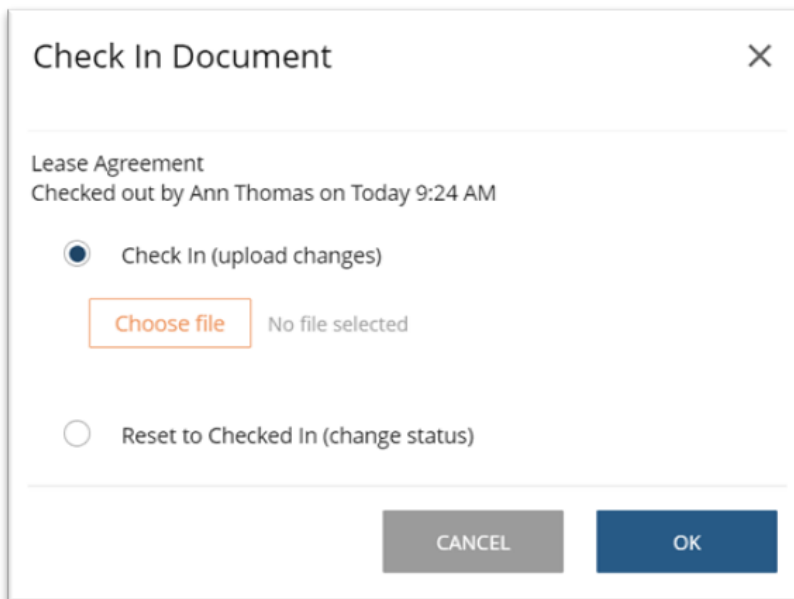 Check In Document
Lease Agreement
Checked out by Ann Thomas on Today 9:24 AM
Check In (upload changes)
Choose file No file selected
Reset to Checked In (change status)
CANCEL OK